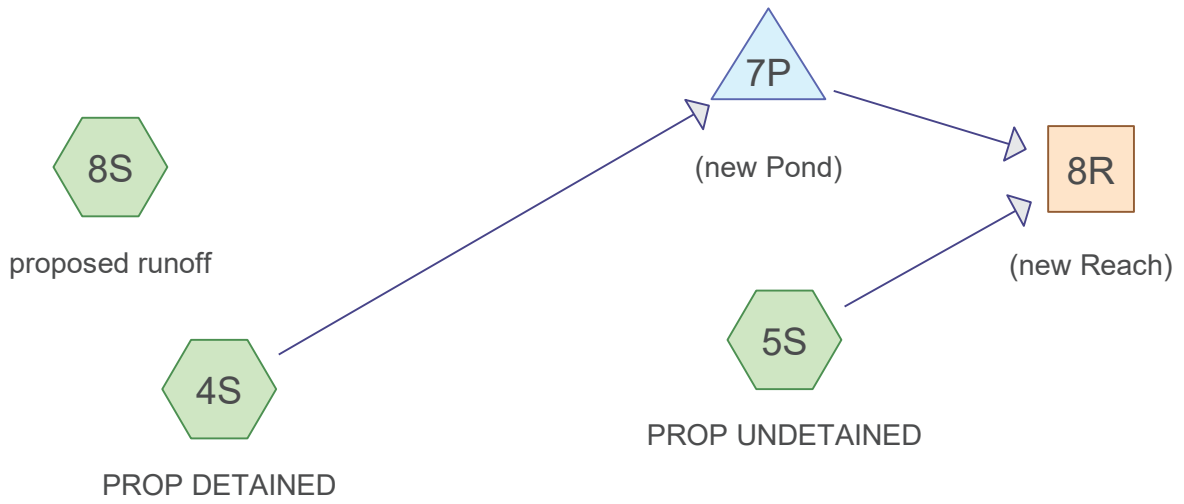 7P
(new Pond)
8S
proposed runoff
8R
(new Reach)
5S
PROP UNDETAINED
4S
PROP DETAINED